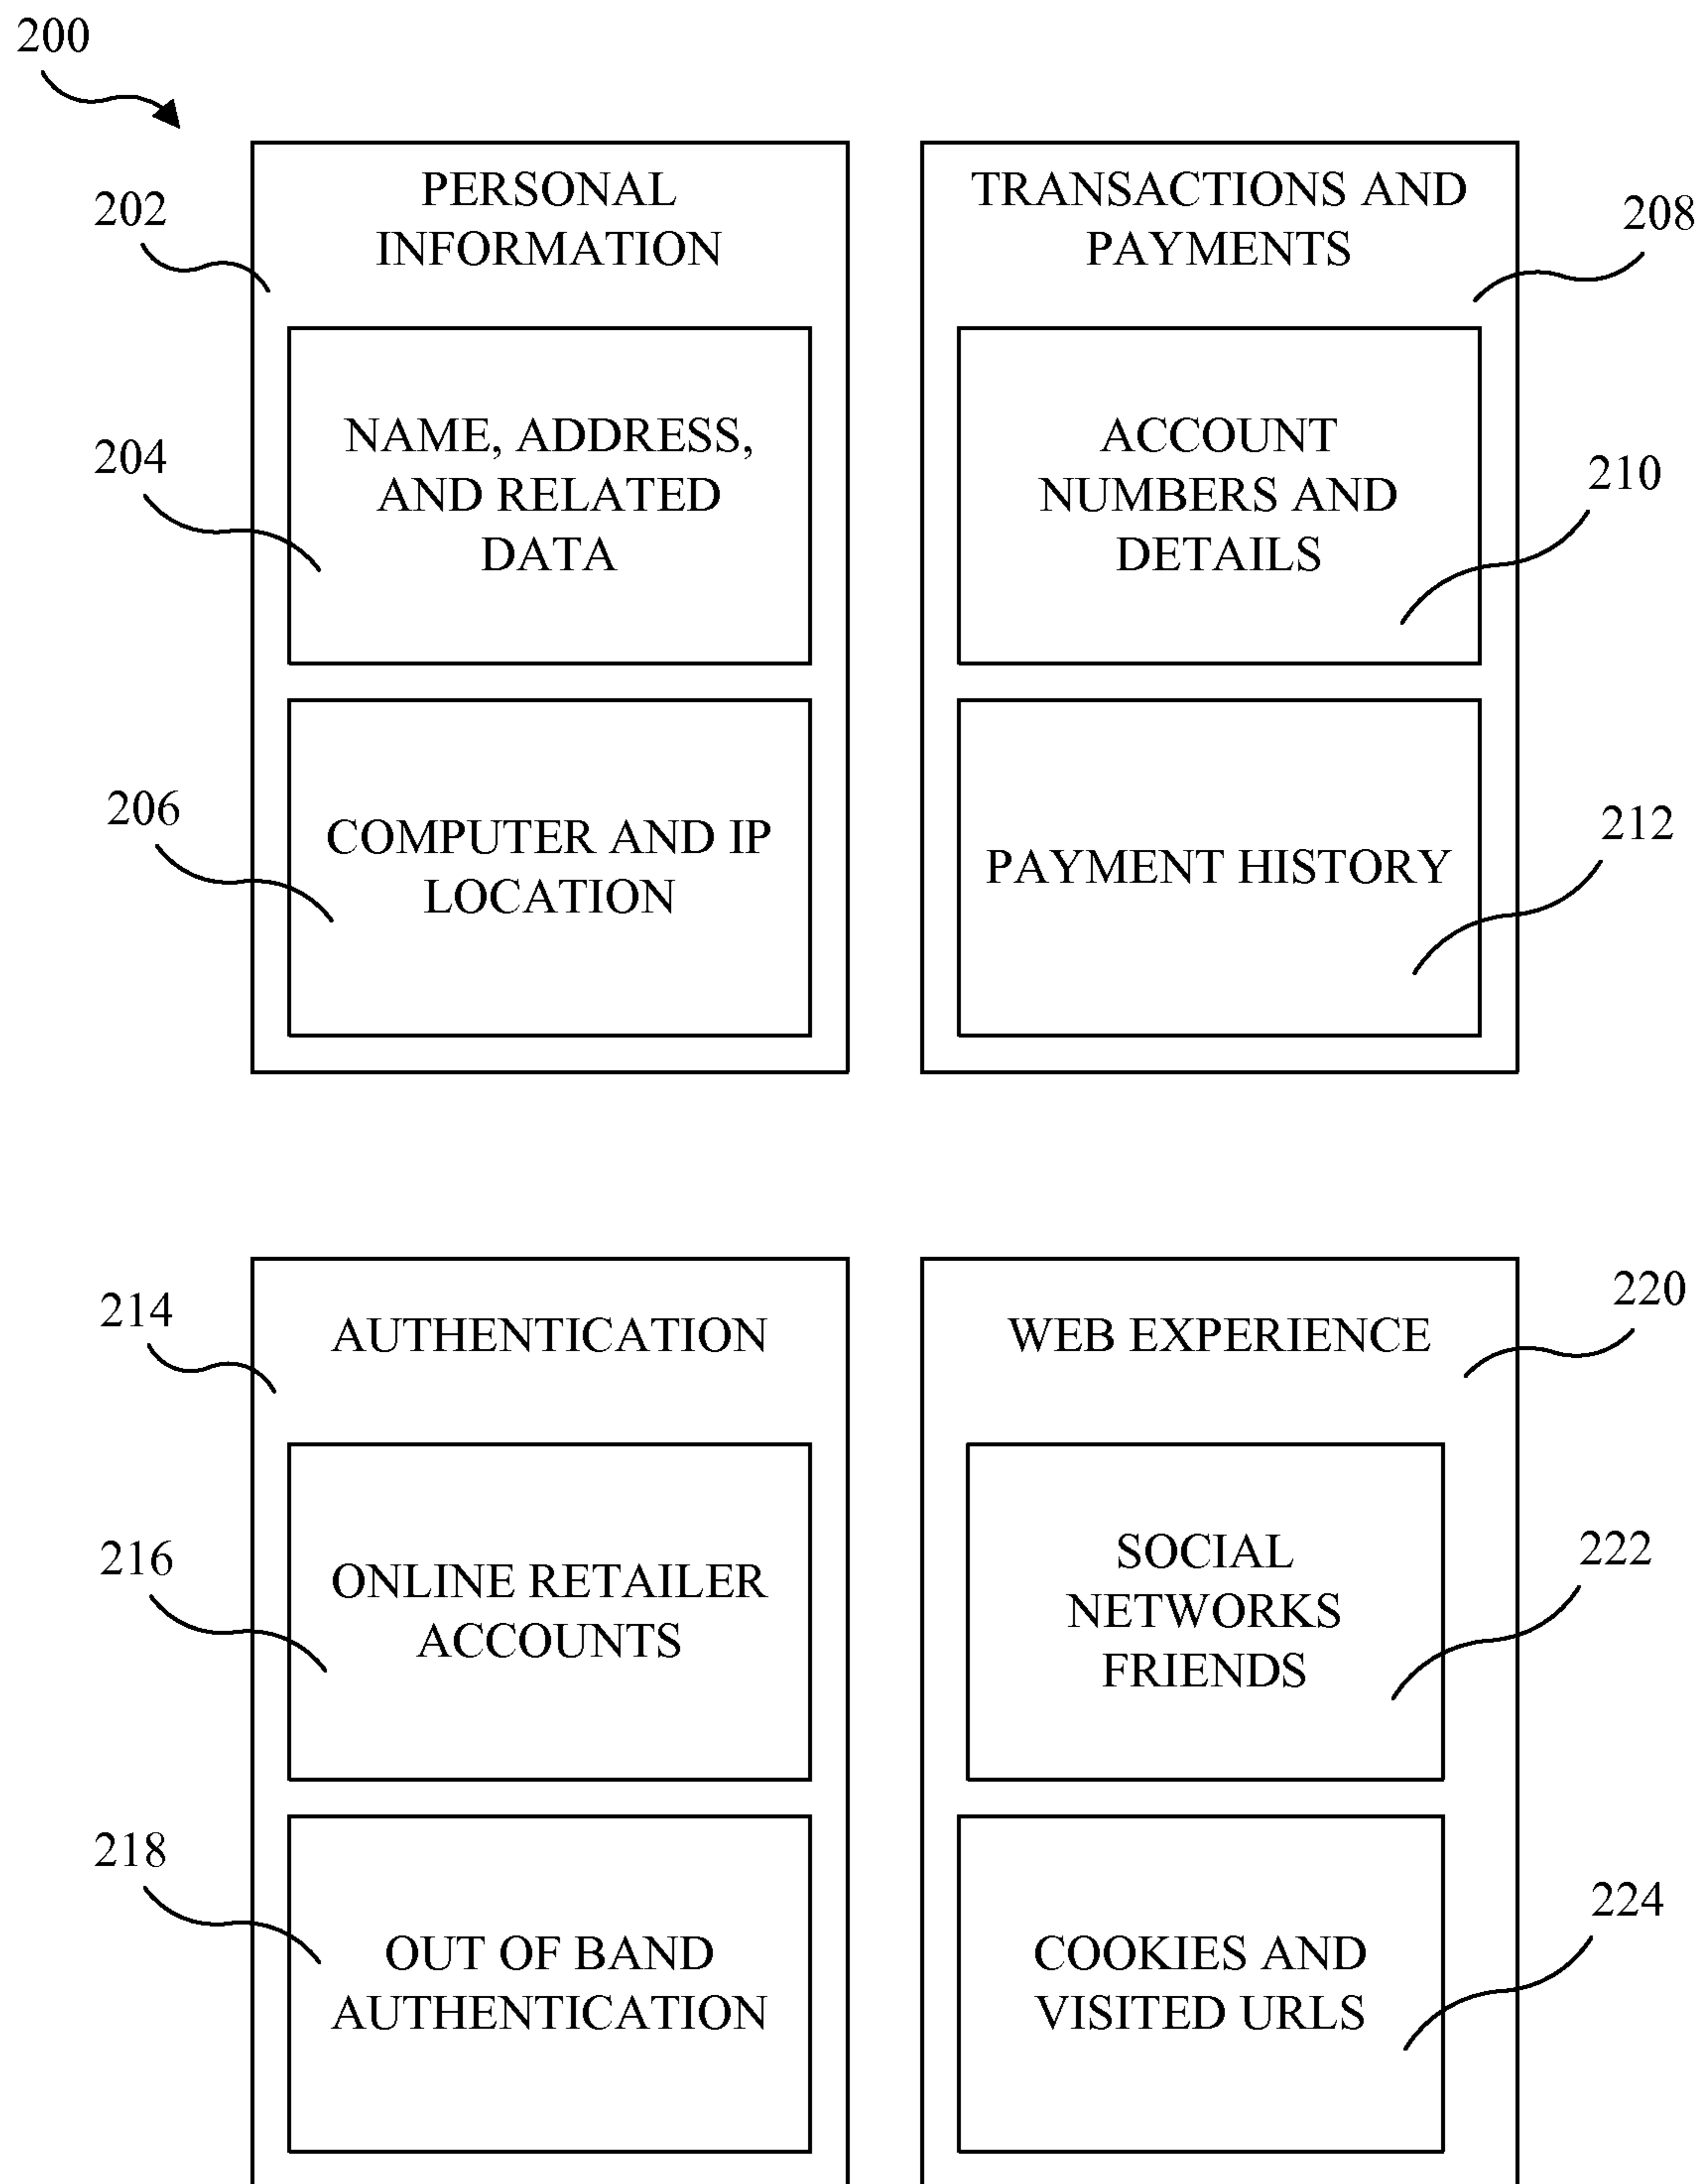 200
202
PERSONAL
INFORMATION
204
NAME, ADDRESS,
AND RELATED
DATA
206
COMPUTER AND IP
LOCATION
TRANSACTIONS AND
PAYMENTS
208
ACCOUNT
NUMBERS AND
DETAILS
210
PAYMENT HISTORY
212
214
AUTHENTICATION
216
ONLINE RETAILER
ACCOUNTS
218
OUT OF BAND
AUTHENTICATION
WEB EXPERIENCE
220
SOCIAL
NETWORKS
FRIENDS
222
COOKIES AND
VISITED URLS
224